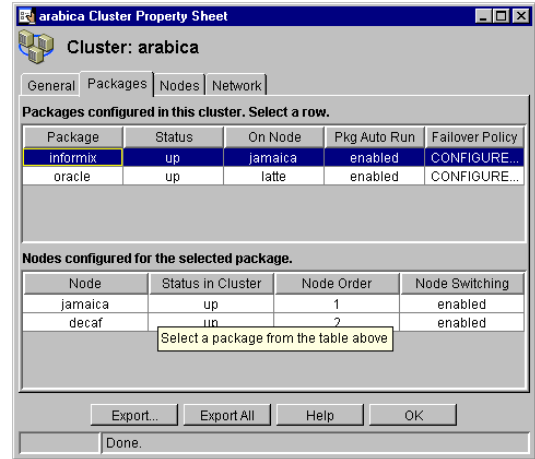 arabica Cluster Property Sheet
Cluster: arabica
General Packages Nodes Network
Packages configured in this cluster. Select a row.
Package Status On Node Pkg Auto Run Failover Policy
informix up jamaica enabled CONFIGURE...
oracle up latte enabled CONFIGURE...
Nodes configured for the selected package.
Node Status in Cluster Node Order Node Switching
jamaica up 1 enabled
decaf up 2 enabled
Select a package from the table above
Export... Export All Help OK
Done.